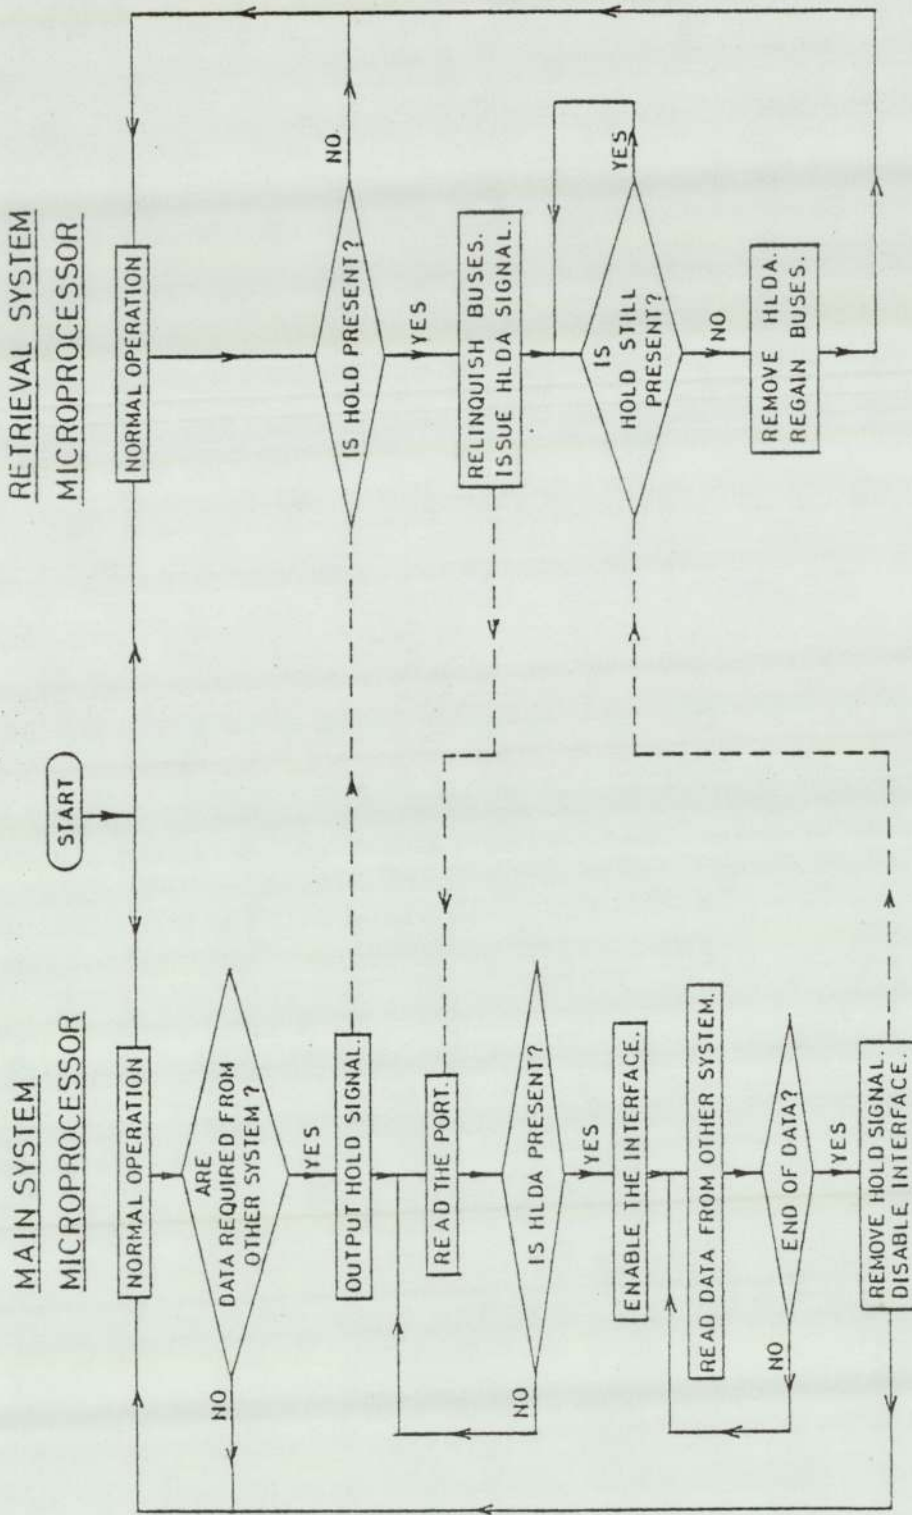 MAIN SYSTEM
MICROPROCESSOR
RETRIEVAL SYSTEM
MICROPROCESSOR
START
NORMAL OPERATION
ARE
DATA REQUIRED FROM
OTHER SYSTEM?
NO
YES
OUTPUT HOLD SIGNAL.
READ THE PORT.
IS HLDA PRESENT?
NO
YES
ENABLE THE INTERFACE.
READ DATA FROM OTHER SYSTEM.
END OF DATA?
NO
YES
REMOVE HOLD SIGNAL.
DISABLE INTERFACE.
NORMAL OPERATION
IS HOLD PRESENT?
NO
YES
RELINQUISH BUSES.
ISSUE HLDA SIGNAL.
IS
HOLD STILL
PRESENT?
YES
NO
REMOVE HLDA.
REGAIN BUSES.